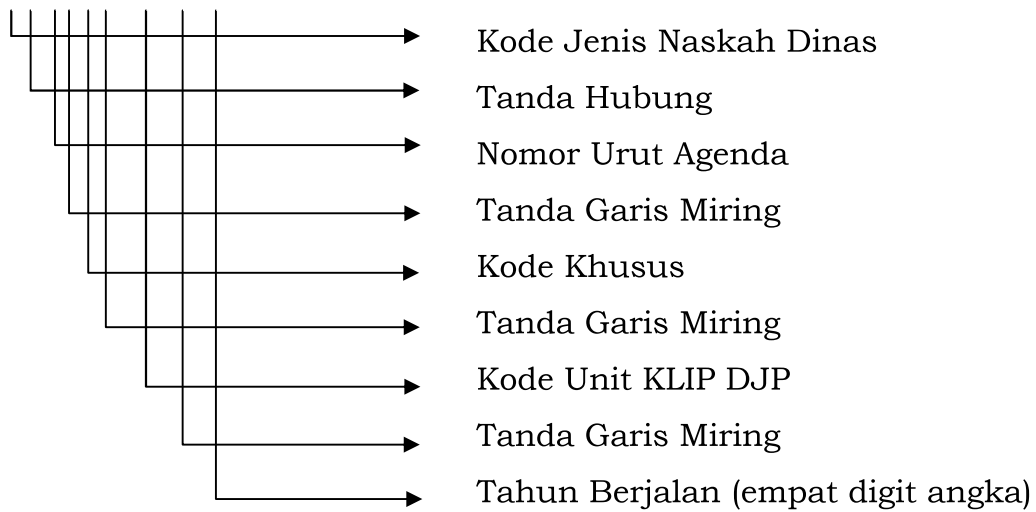 Kode Jenis Naskah Dinas
Tanda Hubung
Nomor Urut Agenda
Tanda Garis Miring
Kode Khusus
Tanda Garis Miring
Kode Unit KLIP DJP
Tanda Garis Miring
Tahun Berjalan (empat digit angka)